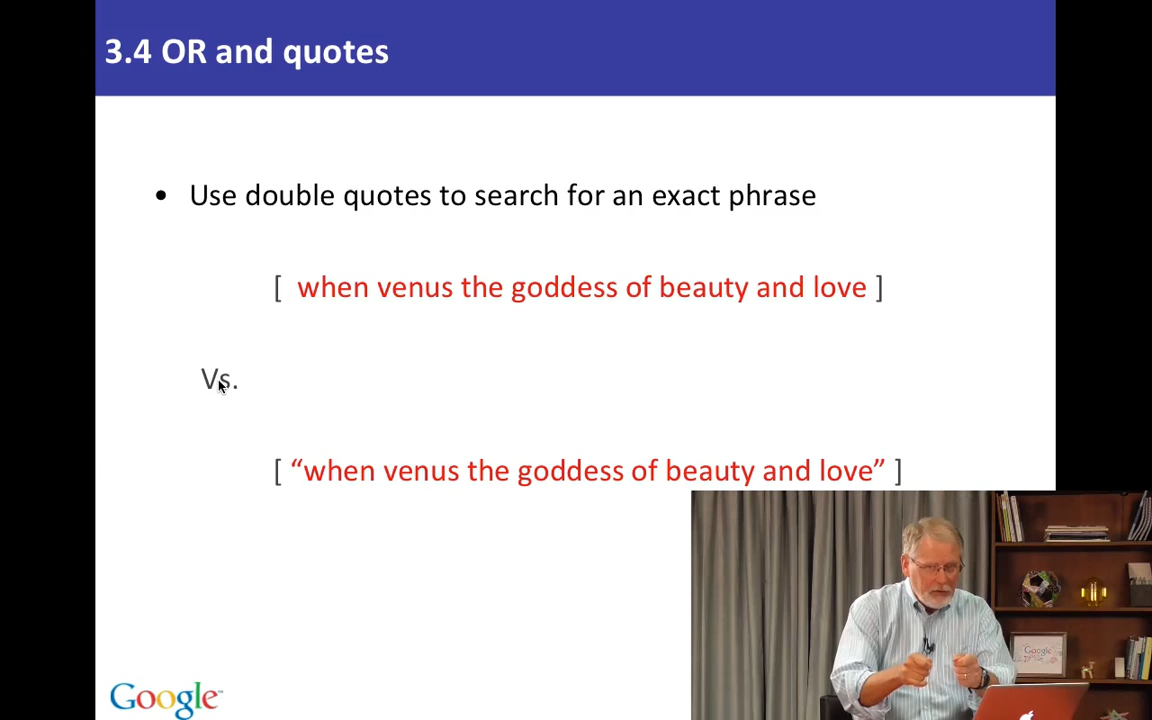 3.4 OR and quotes
• Use double quotes to search for an exact phrase
[ when venus the goddess of beauty and love ]
Vs.
[ “when venus the goddess of beauty and love” ]
Google
Google™